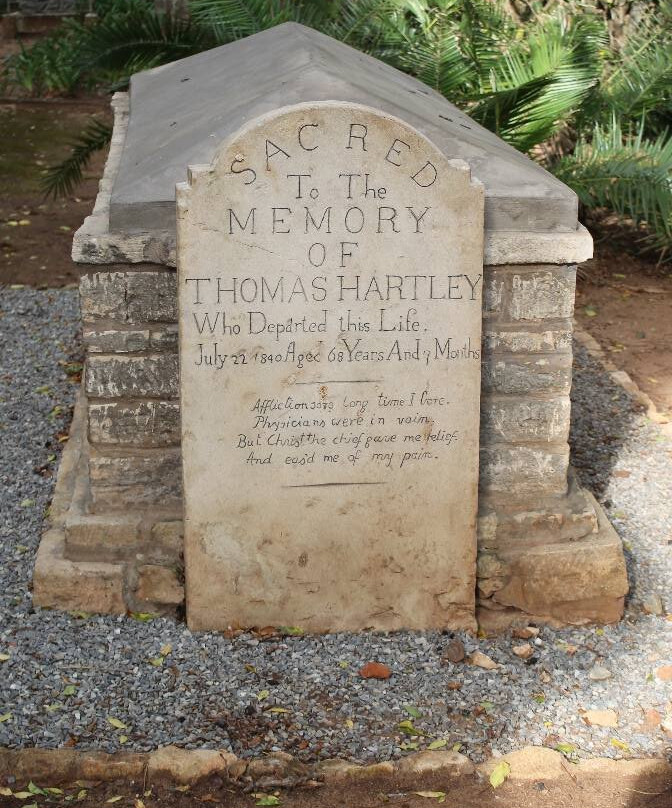 SACRED
To The
MEMORY
OF
THOMAS HARTLEY
Who Departed this Life.
July 22 1840 Aged 68 Years And Months
Affliction sore long time I bore.
Physicians were in vain,
But Christ the chief gave me relief
And eas'd me of my pain.